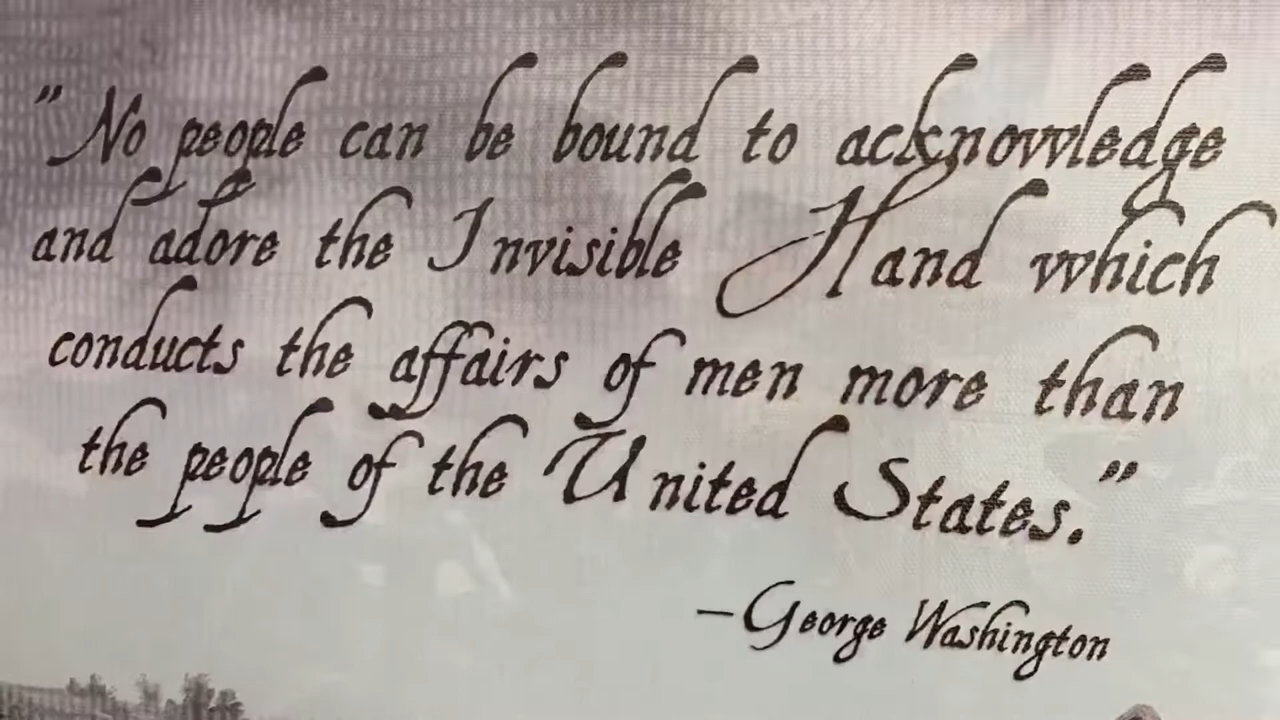 "No people can be bound to acknowledge
and adore the Invisible Hand which
conducts the affairs of men more than
the people of the United States."
—George Washington